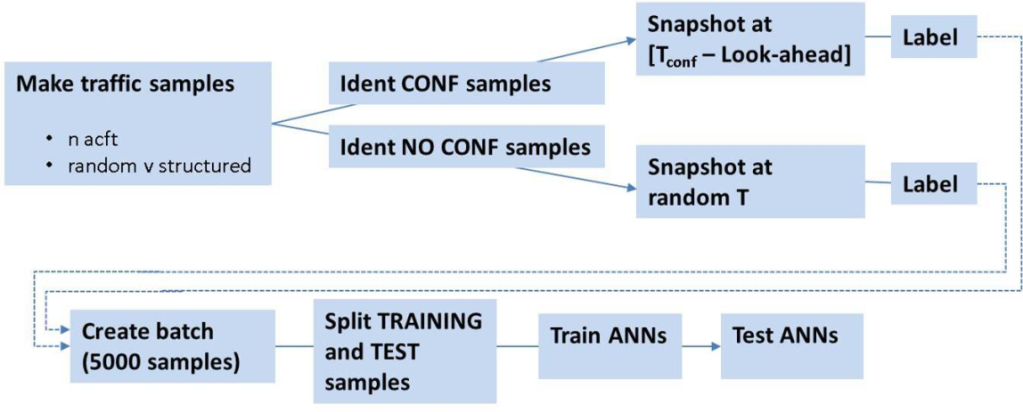 Make traffic samples
• n acft
• random v structured
Ident CONF samples
Ident NO CONF samples
Snapshot at
[Tconf – Look-ahead]
Label
Snapshot at
random T
Label
Create batch
(5000 samples)
Split TRAINING
and TEST
samples
Train ANNs
Test ANNs